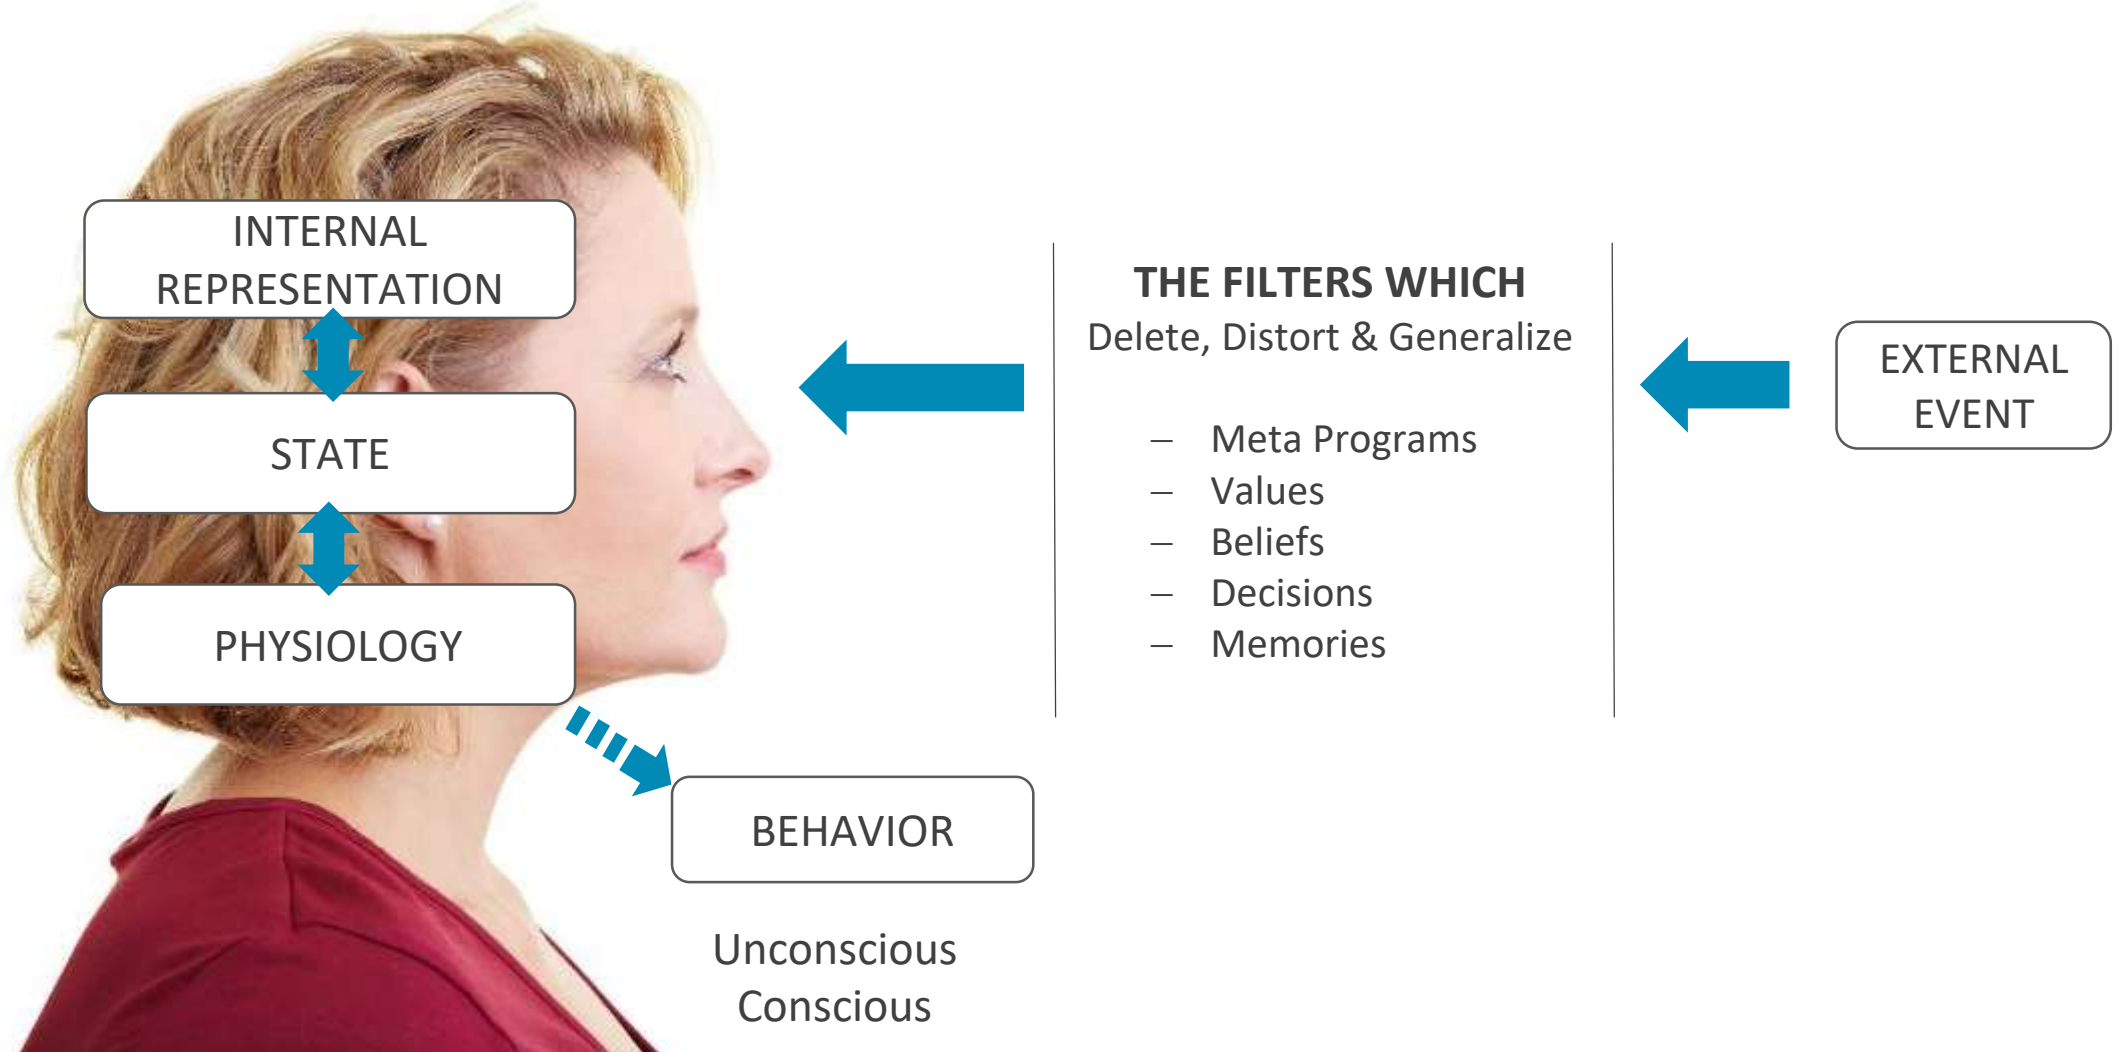 INTERNAL
REPRESENTATION
STATE
PHYSIOLOGY
BEHAVIOR
Unconscious
Conscious
THE FILTERS WHICH
Delete, Distort & Generalize
– Meta Programs
– Values
– Beliefs
– Decisions
– Memories
EXTERNAL
EVENT